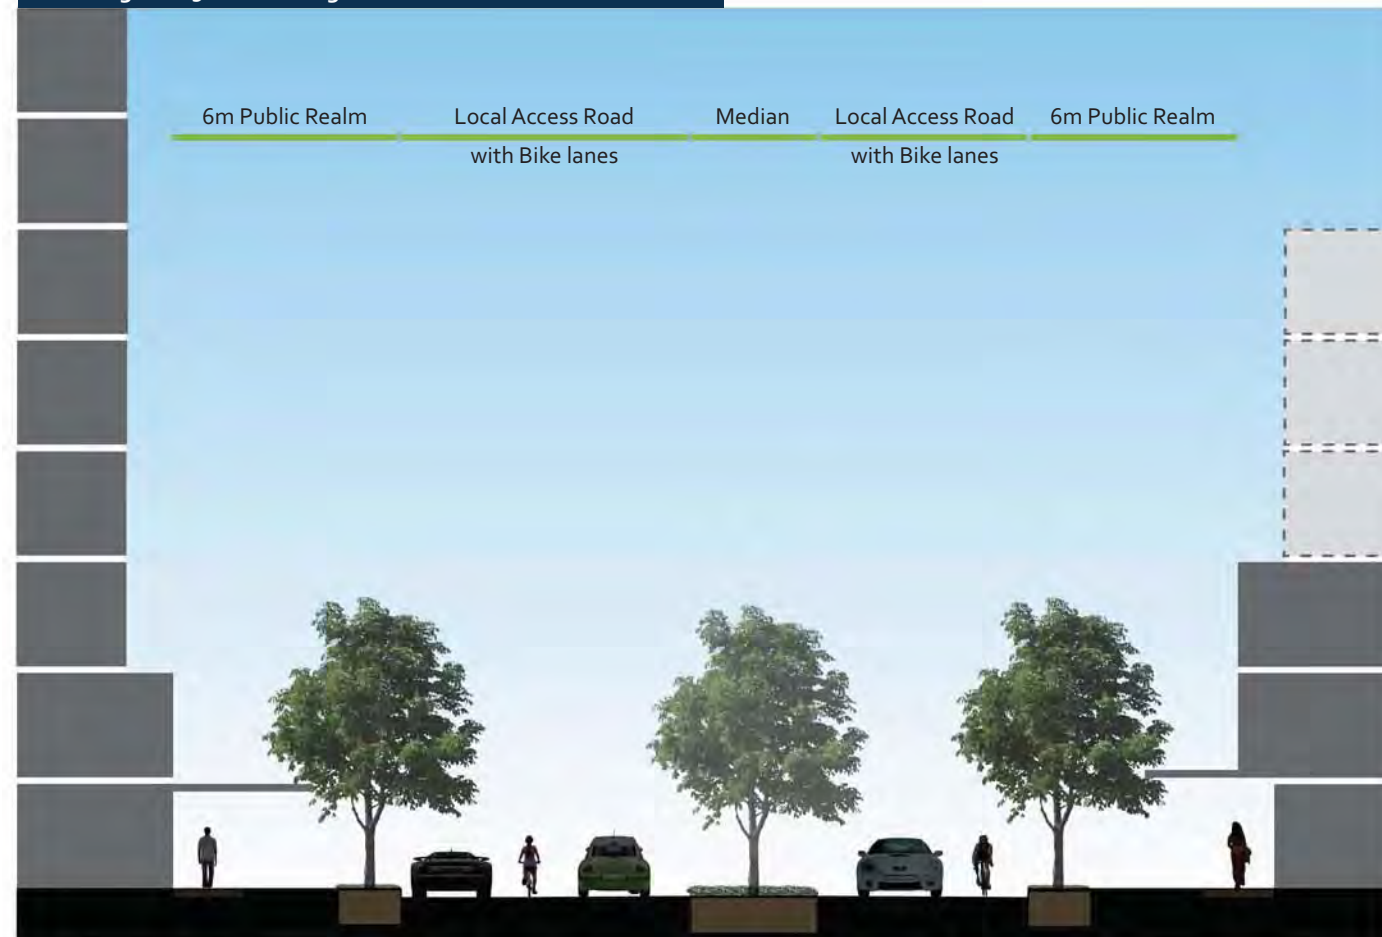 6m Public Realm
Local Access Road
with Bike lanes
Median
Local Access Road
with Bike lanes
6m Public Realm